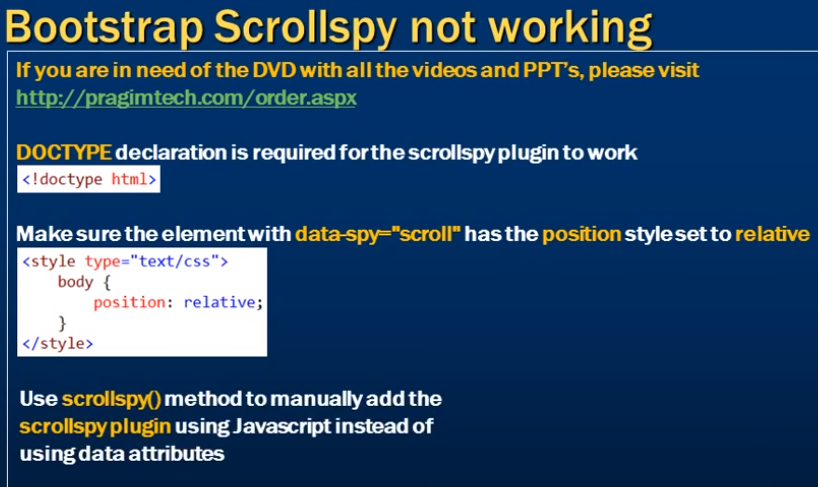 Bootstrap Scrollspy not working
If you are in need of the DVD with all the videos and PPT's, please visit
http://pragimtech.com/order.aspx
DOCTYPE declaration is required for the scrollspy plugin to work
<!doctype html>
Make sure the element with data-spy="scroll" has the position style set to relative
<style type="text/css">
body {
position: relative;
}
</style>
Use scrollspy() method to manually add the
scrollspy plugin using Javascript instead of
using data attributes